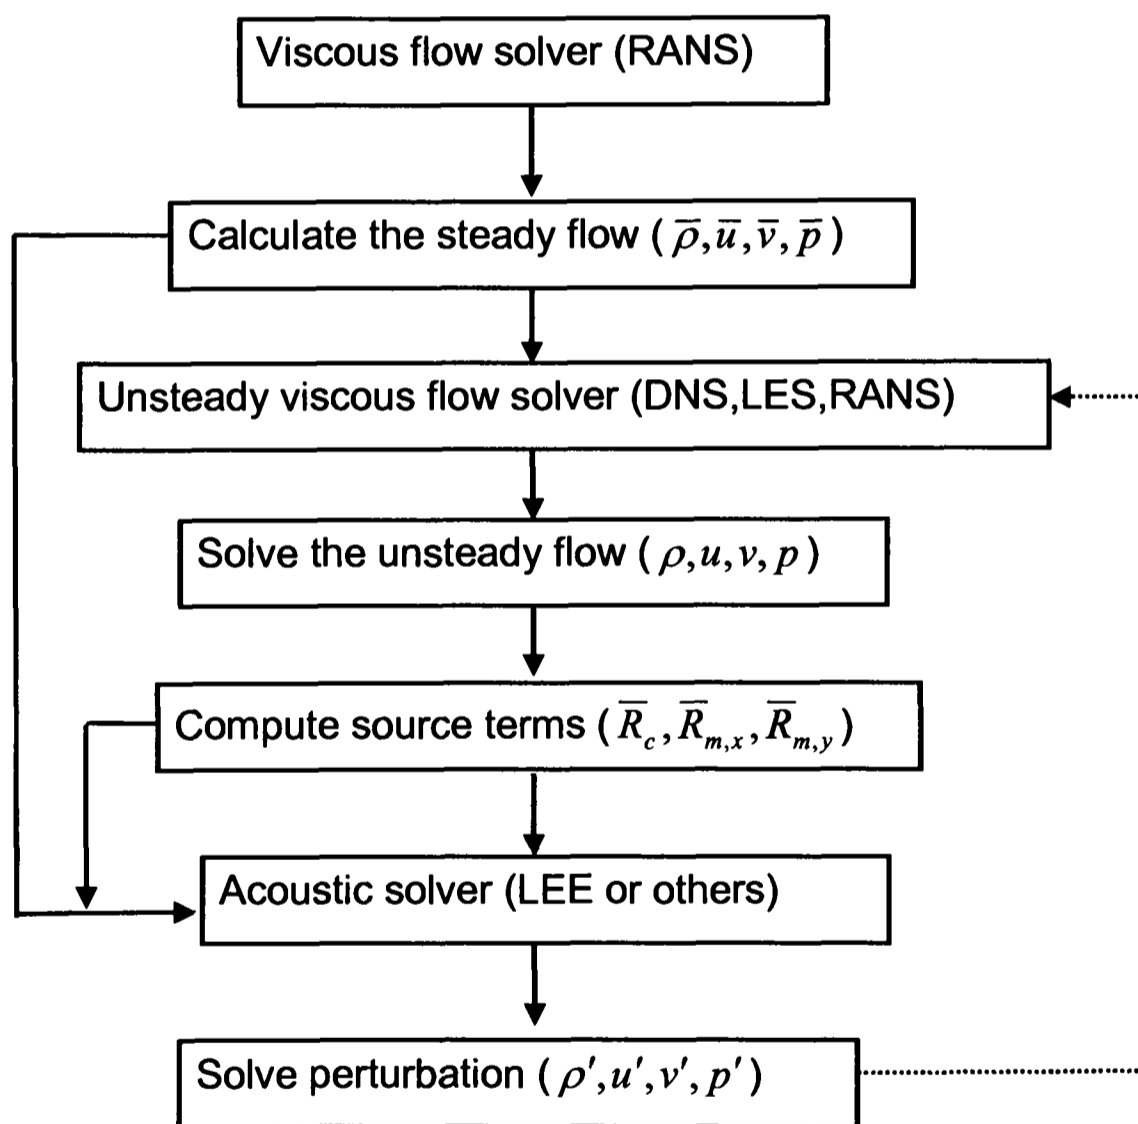 Viscous flow solver (RANS)
Calculate the steady flow ( ρ̅,u̅,v̅,p̅ )
Unsteady viscous flow solver (DNS,LES,RANS)
Solve the unsteady flow ( ρ,u,v,p )
Compute source terms ( R̅_c,R̅_{m,x},R̅_{m,y} )
Acoustic solver (LEE or others)
Solve perturbation ( ρ′,u′,v′,p′ )